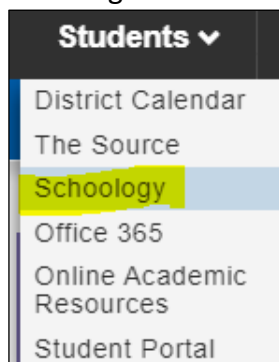 Students
District Calendar
The Source
Schoology
Office 365
Online Academic
Resources
Student Portal